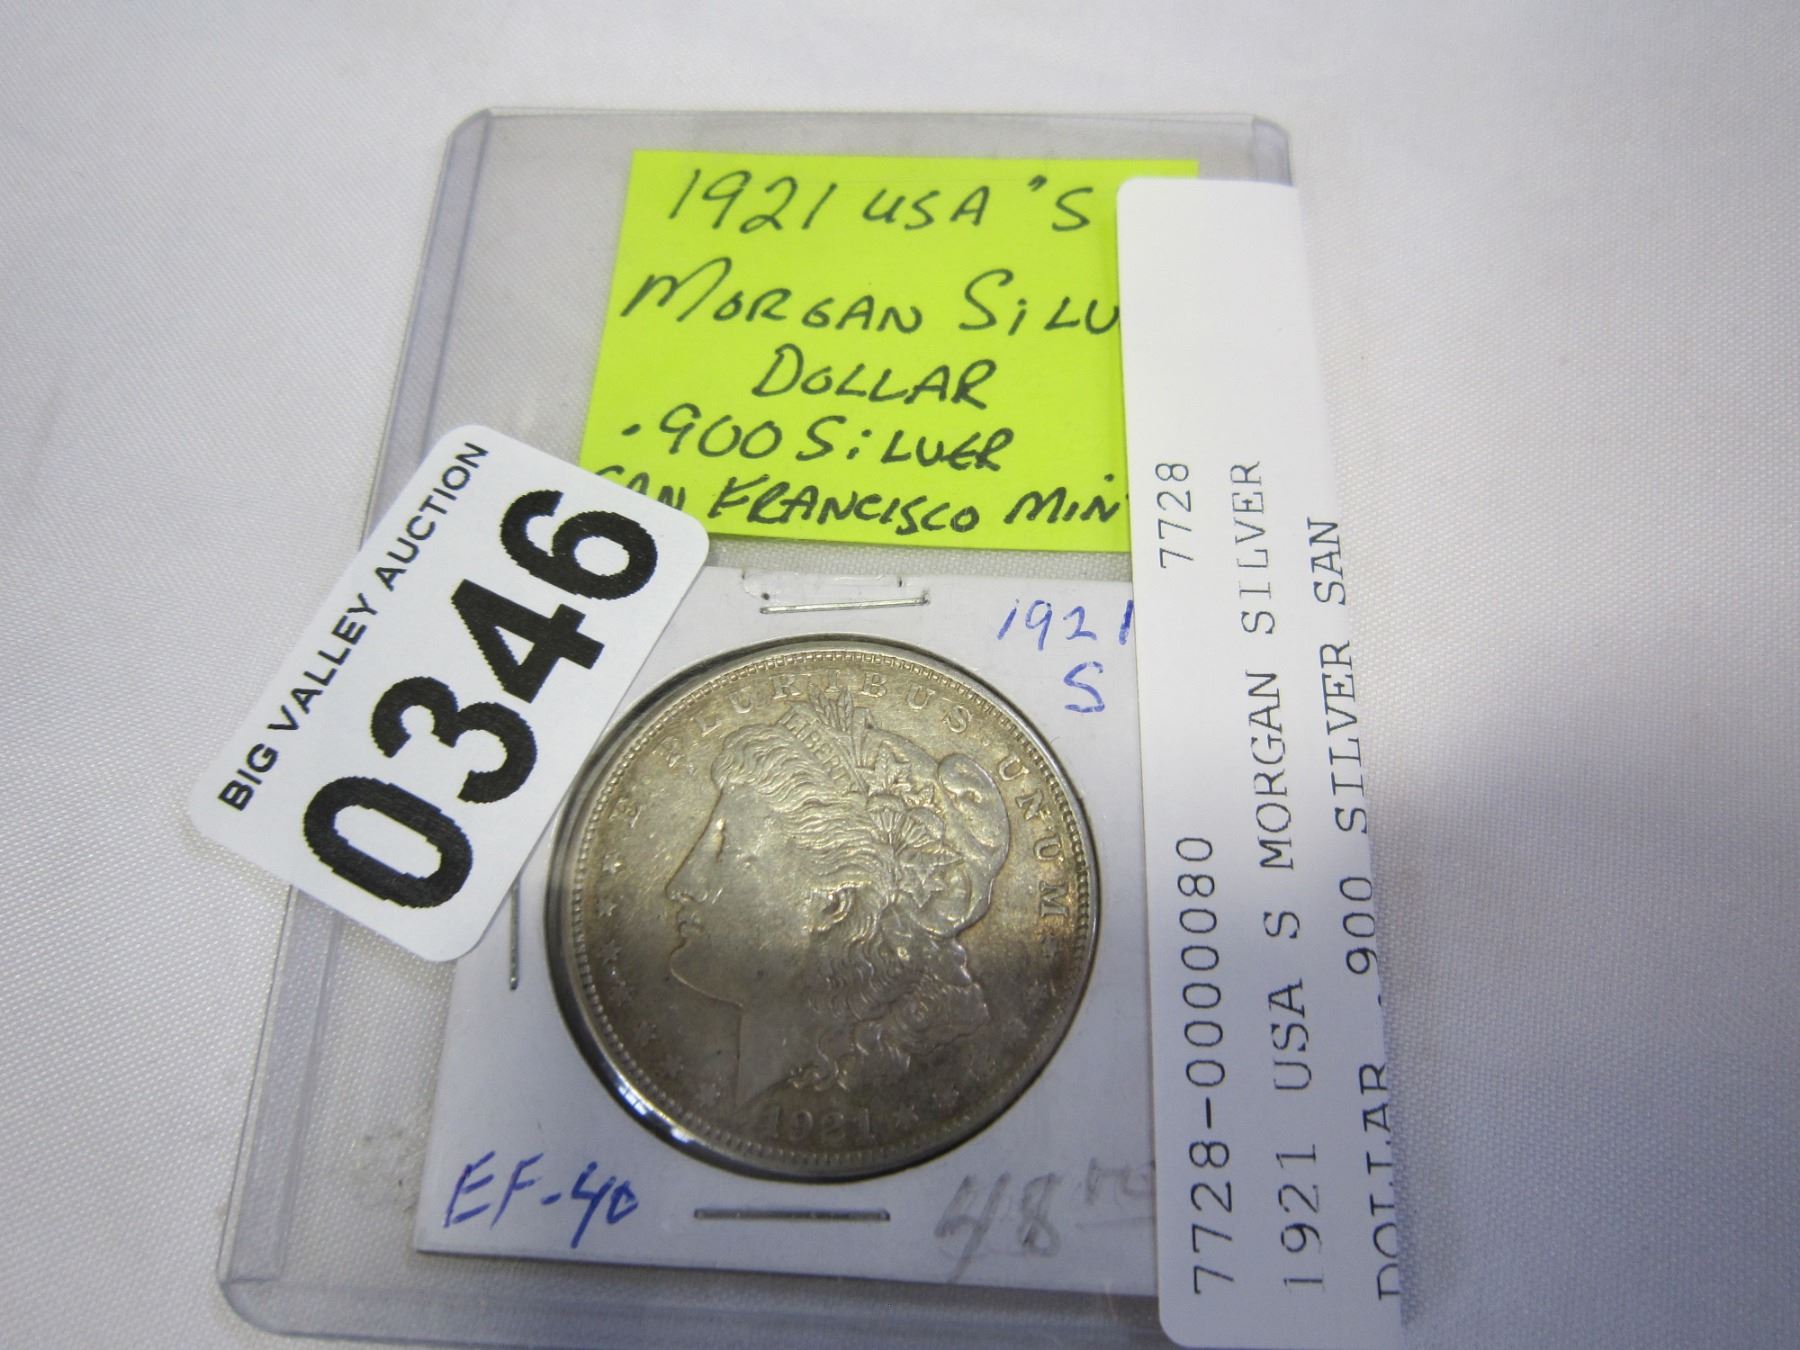 1921 USA "S
MORGAN SILV
DOLLAR
.900 SILVER
SAN FRANCISCO MIN
BIG VALLEY AUCTION
0346
1921
S
E PLURIBUS UNUM
LIBERTY
1921
EF-40
48
7728
7728-0000080
1921 USA S MORGAN SILVER
DOLLAR .900 SILVER SAN